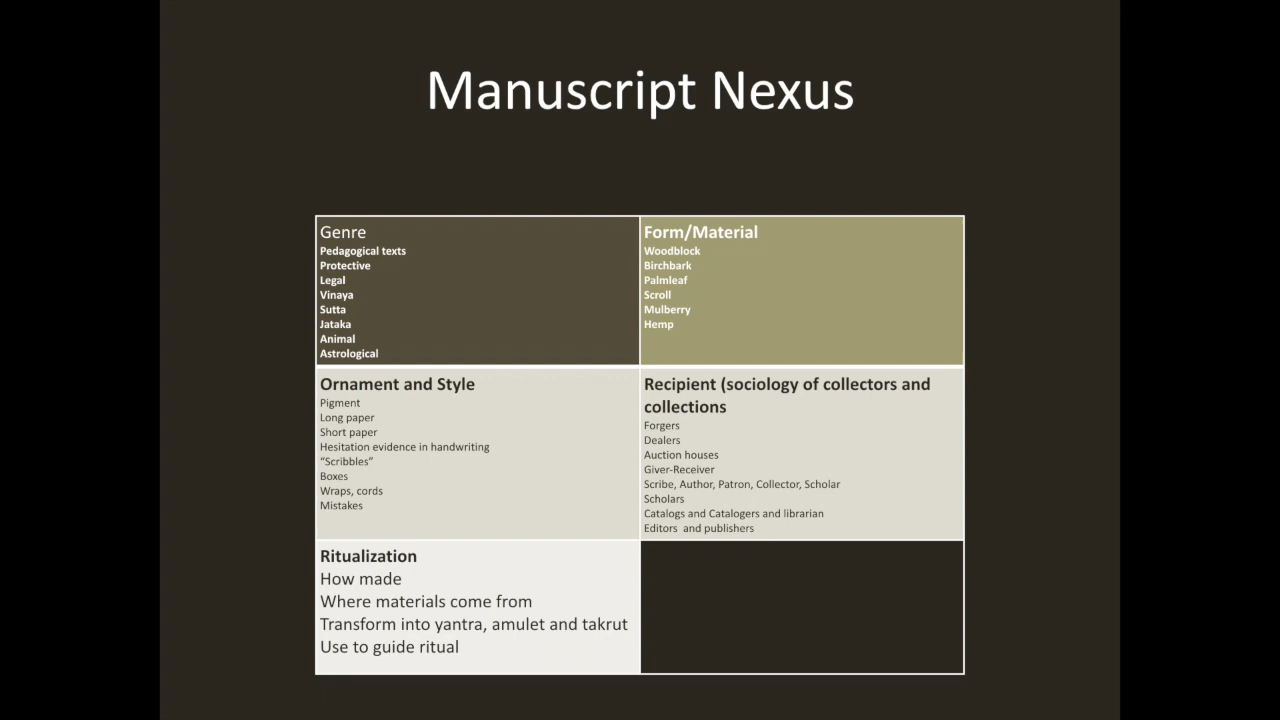 Manuscript Nexus
Genre
Pedagogical texts
Protective
Legal
Vinaya
Sutta
Jataka
Animal
Astrological
Form/Material
Woodblock
Birchbark
Palmleaf
Scroll
Mulberry
Hemp
Ornament and Style
Pigment
Long paper
Short paper
Hesitation evidence in handwriting
“Scribbles”
Boxes
Wraps, cords
Mistakes
Recipient (sociology of collectors and
collections
Forgers
Dealers
Auction houses
Giver-Receiver
Scribe, Author, Patron, Collector, Scholar
Scholars
Catalogs and Catalogers and librarian
Editors  and publishers
Ritualization
How made
Where materials come from
Transform into yantra, amulet and takrut
Use to guide ritual